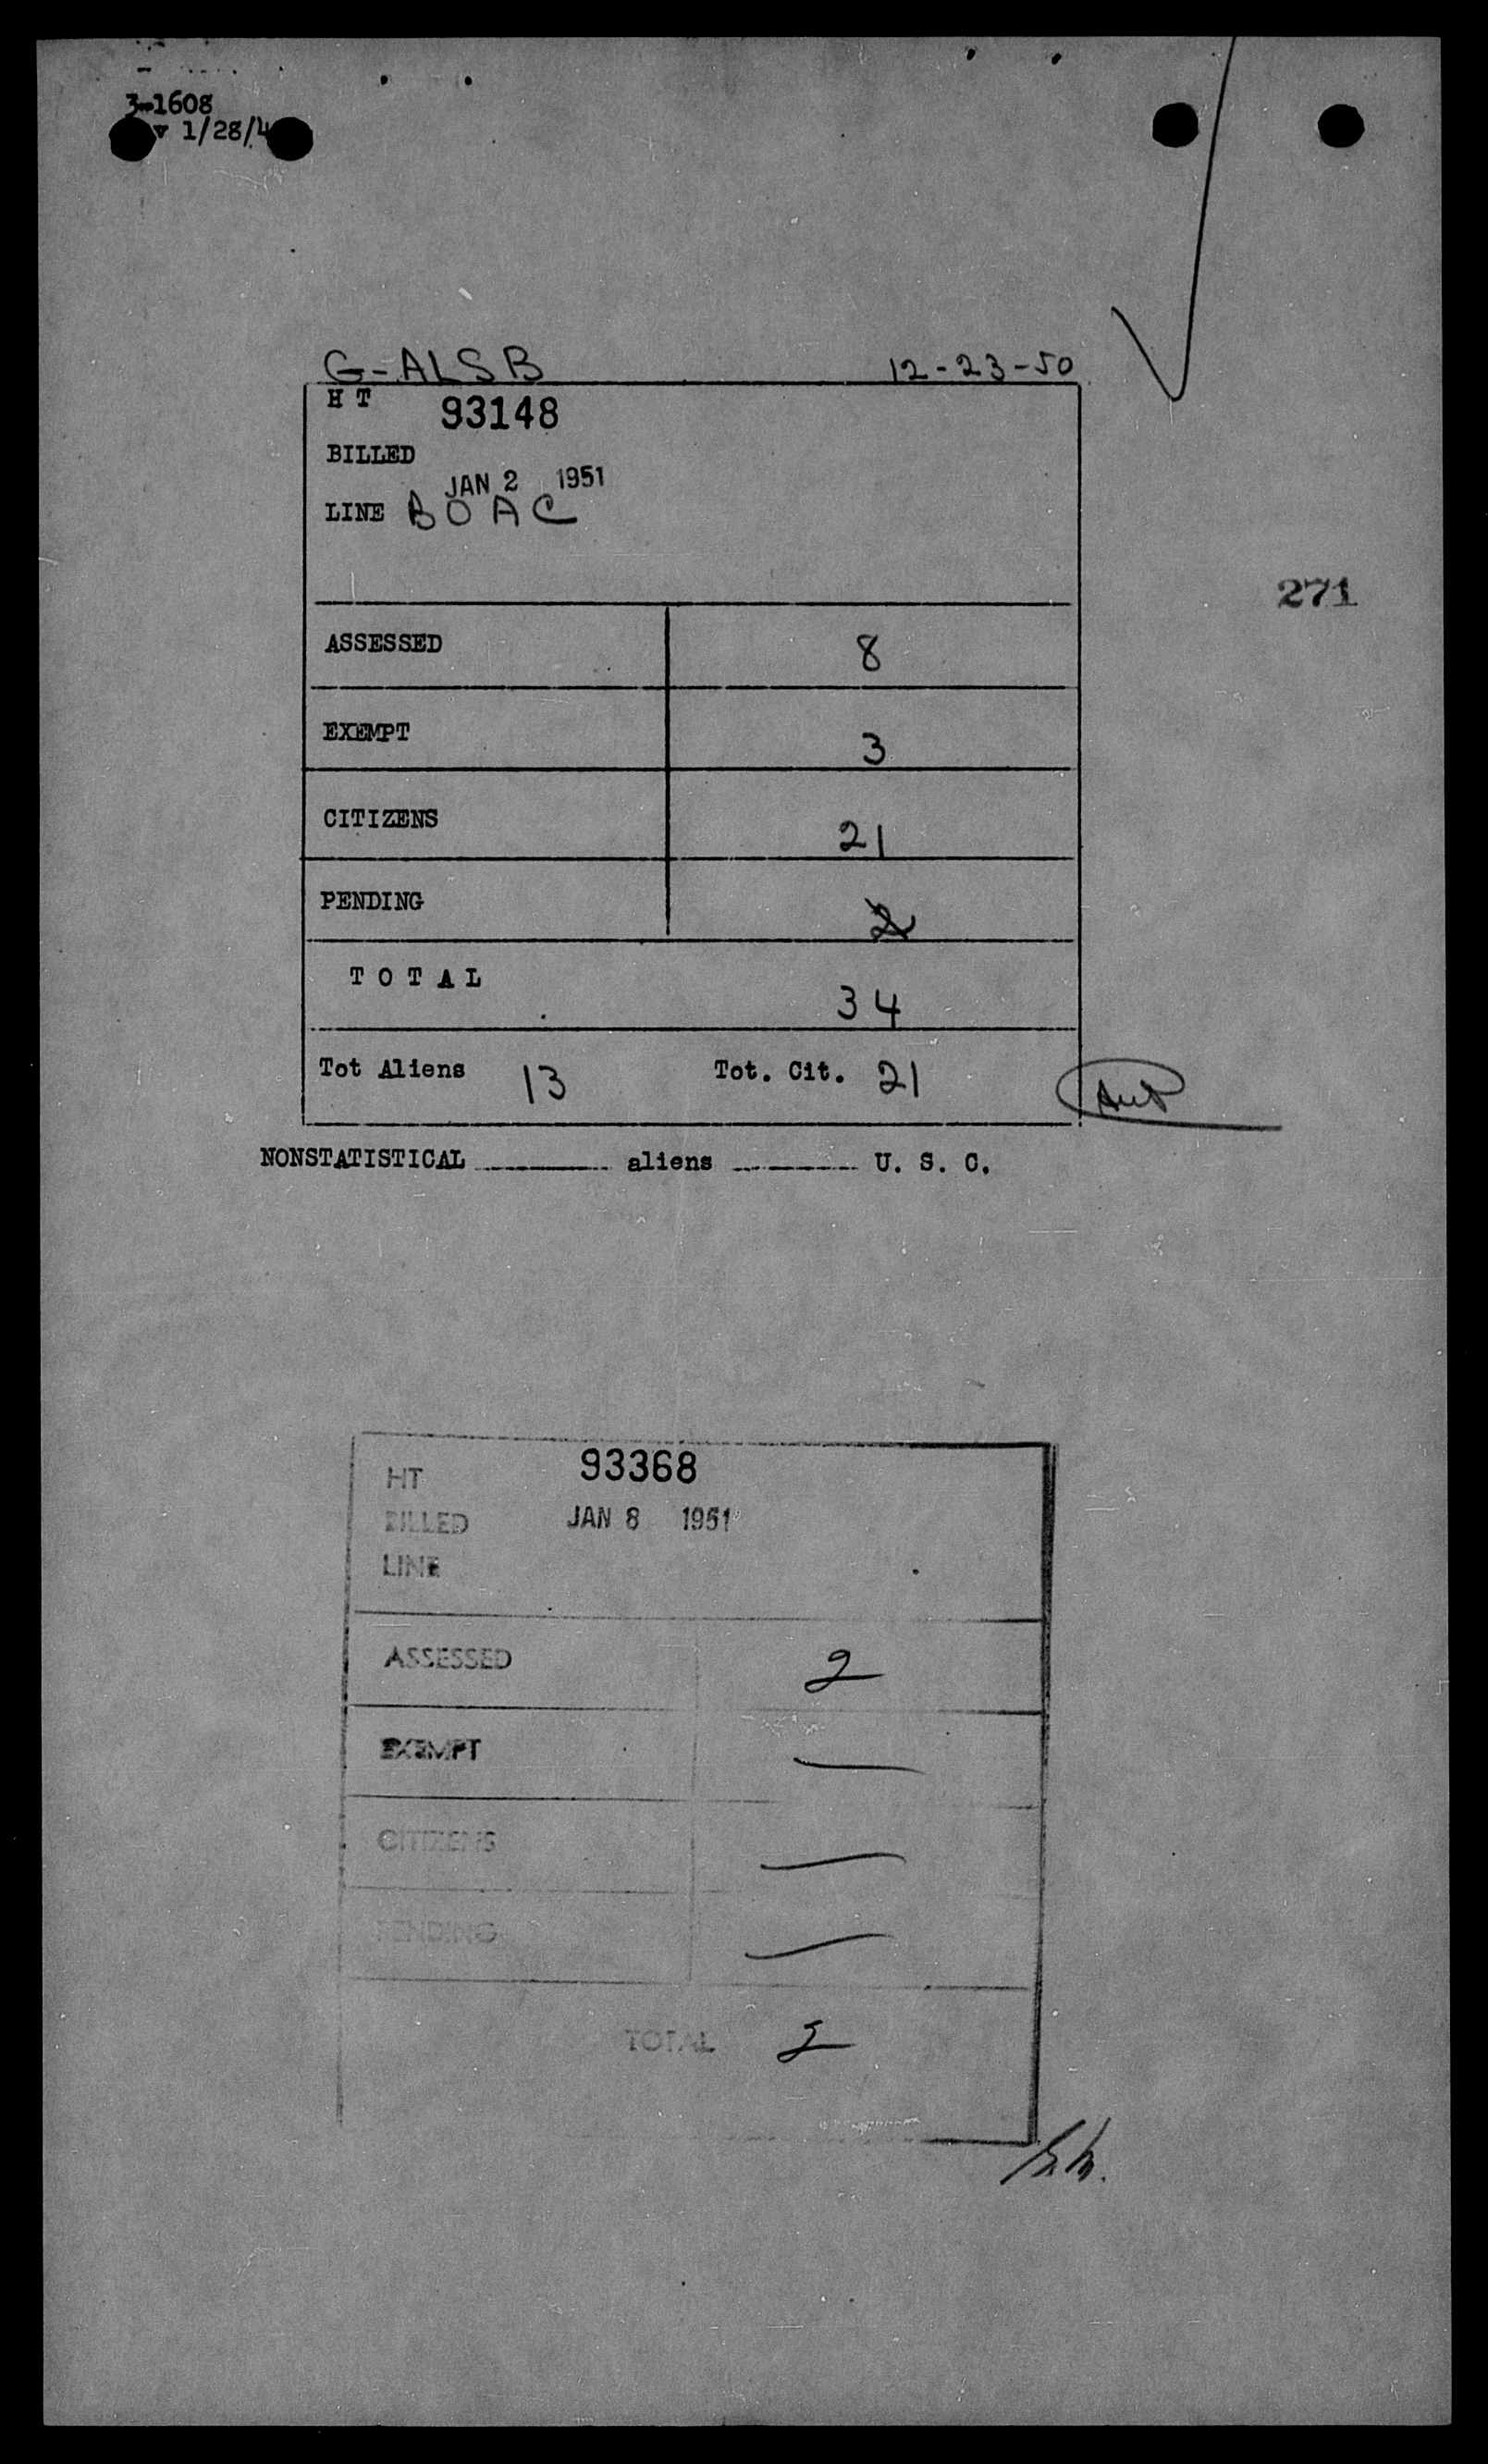 3-1608
v 1/28/4
G-ALSB 12-23-50
H T 93148
BILLED
JAN 2 1951
LINE BOAC
271
ASSESSED 8
EXEMPT 3
CITIZENS 21
PENDING 2
T O T A L 34
Tot Aliens 13 Tot. Cit. 21
NONSTATISTICAL aliens U. S. C.
HT 93368
BILLED JAN 8 1951
LINE
ASSESSED 2
EXEMPT —
CITIZENS —
PENDING —
TOTAL 2